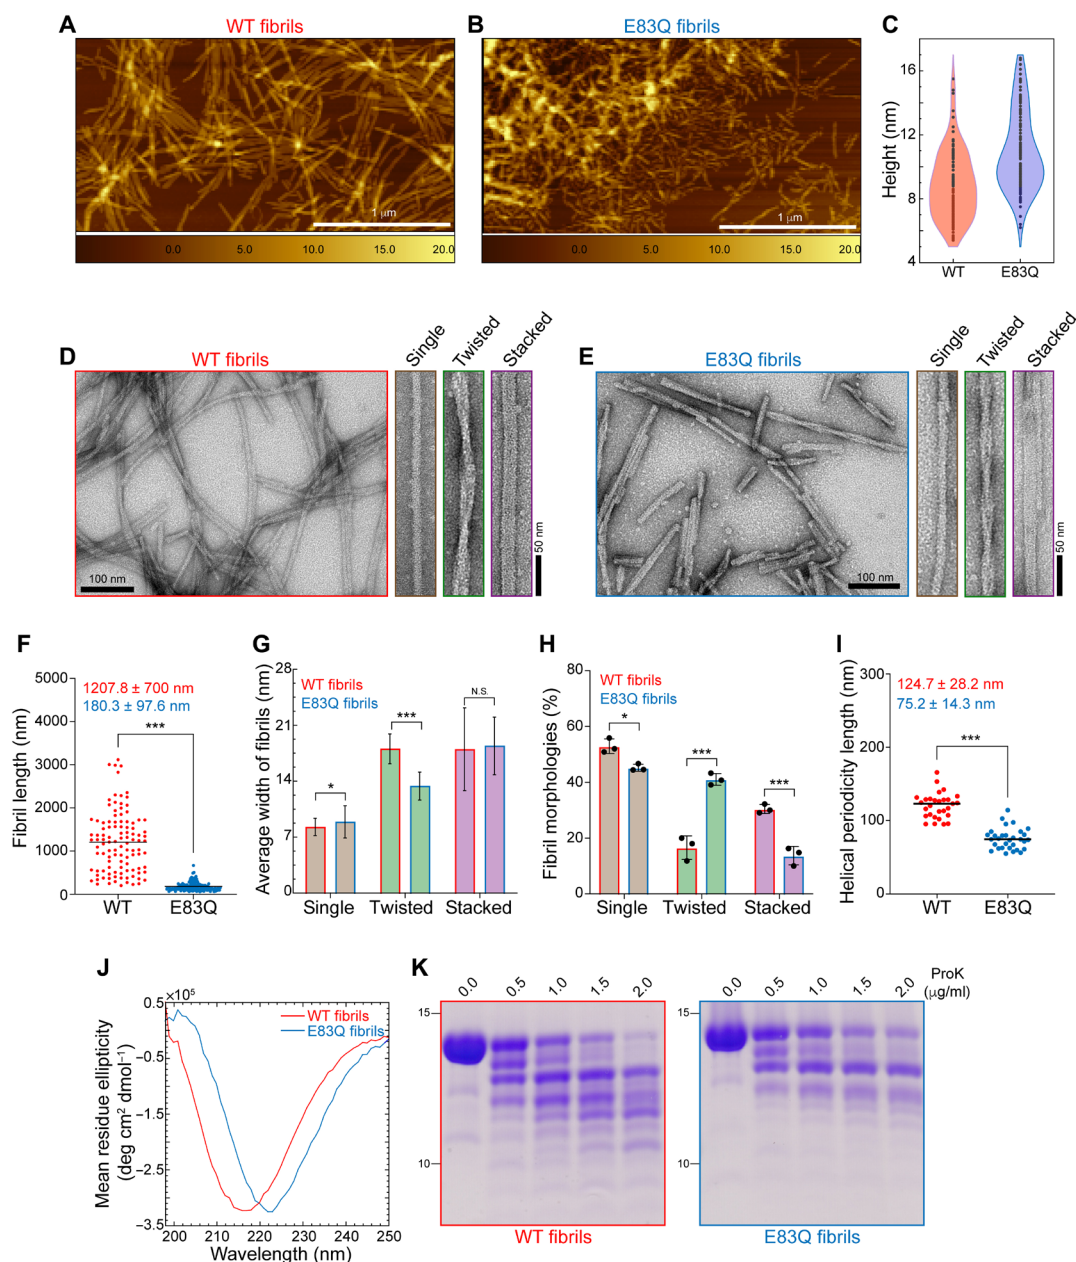 A
WT fibrils
1 μm
0.0 5.0 10.0 15.0 20.0
B
E83Q fibrils
1 μm
0.0 5.0 10.0 15.0 20.0
C
Height (nm)
16
12
8
4
WT E83Q
D
WT fibrils
100 nm
Single
Twisted
Stacked
50 nm
E
E83Q fibrils
100 nm
Single
Twisted
Stacked
50 nm
F
Fibril length (nm)
5000
4000
3000
2000
1000
0
1207.8 ± 700 nm
180.3 ± 97.6 nm
***
WT E83Q
G
Average width of fibrils (nm)
28
21
14
7
0
WT fibrils
E83Q fibrils
*
***
N.S.
Single Twisted Stacked
H
Fibril morphologies (%)
80
60
40
20
0
WT fibrils
E83Q fibrils
*
***
***
Single Twisted Stacked
I
Helical periodicity length (nm)
300
200
100
0
124.7 ± 28.2 nm
75.2 ± 14.3 nm
***
WT E83Q
J
×10⁵
Mean residue ellipticity
(deg cm² dmol⁻¹)
0.5
−0.5
−1.5
−2.5
−3.5
WT fibrils
E83Q fibrils
200 210 220 230 240 250
Wavelength (nm)
K
0.0 0.5 1.0 1.5 2.0
15
10
WT fibrils
0.0 0.5 1.0 1.5 2.0
ProK
(μg/ml)
15
10
E83Q fibrils